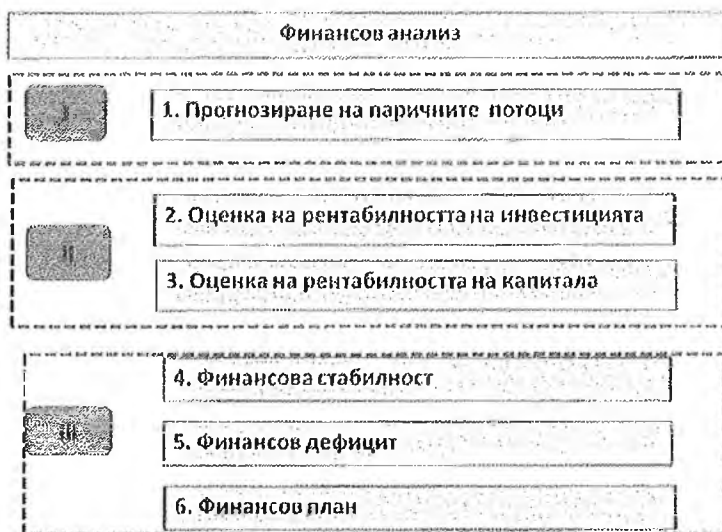 Финансов анализ
I
1. Прогнозиране на паричните потоци
II
2. Оценка на рентабилността на инвестицията
3. Оценка на рентабилността на капитала
III
4. Финансова стабилност
5. Финансов дефицит
6. Финансов план